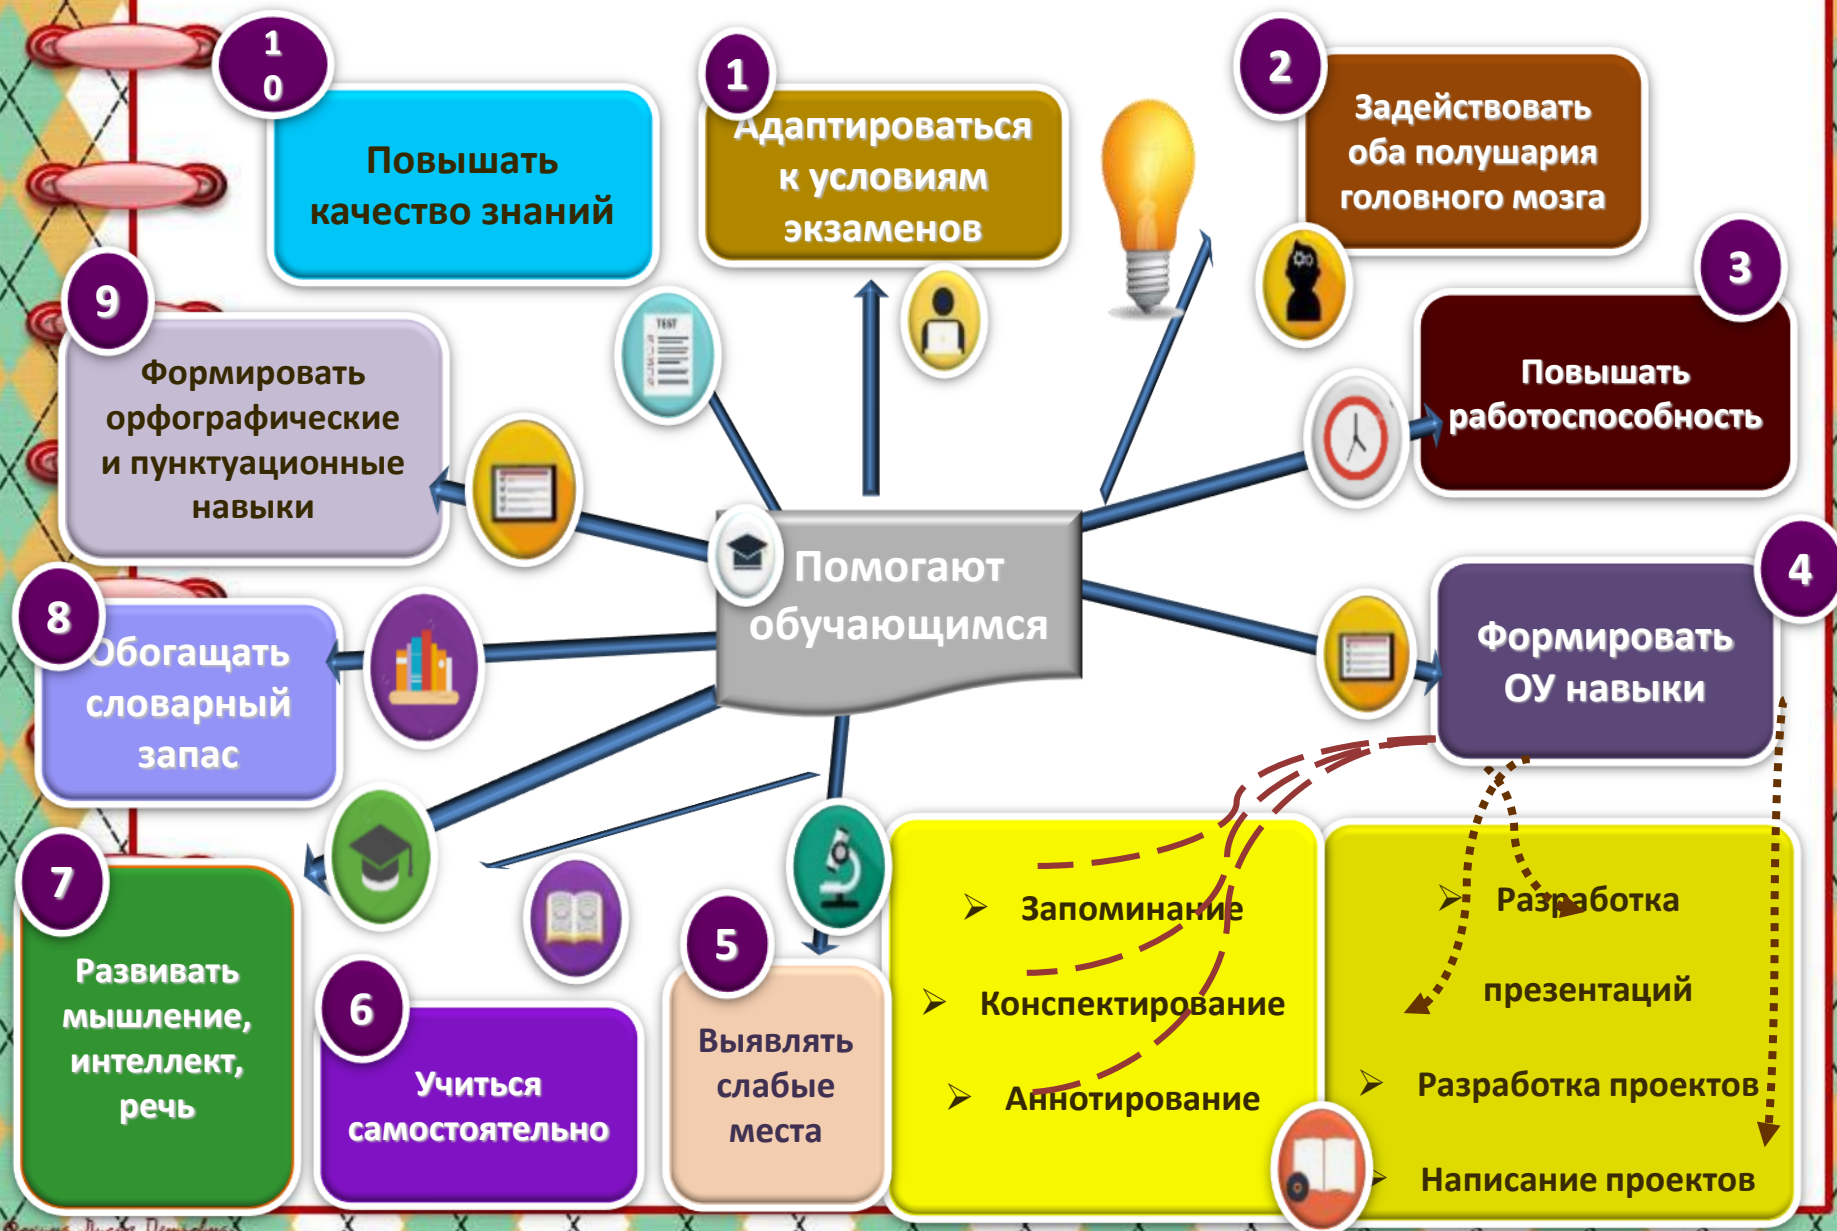 10
Повышать
качество знаний
1
Адаптироваться
к условиям
экзаменов
2
Задействовать
оба полушария
головного мозга
3
Повышать
работоспособность
4
Формировать
ОУ навыки
Запоминание
Конспектирование
Аннотирование
Разработка
презентаций
Разработка проектов
Написание проектов
5
Выявлять
слабые
места
6
Учиться
самостоятельно
7
Развивать
мышление,
интеллект,
речь
8
Обогащать
словарный
запас
9
Формировать
орфографические
и пунктуационные
навыки
TEST
Помогают
обучающимся